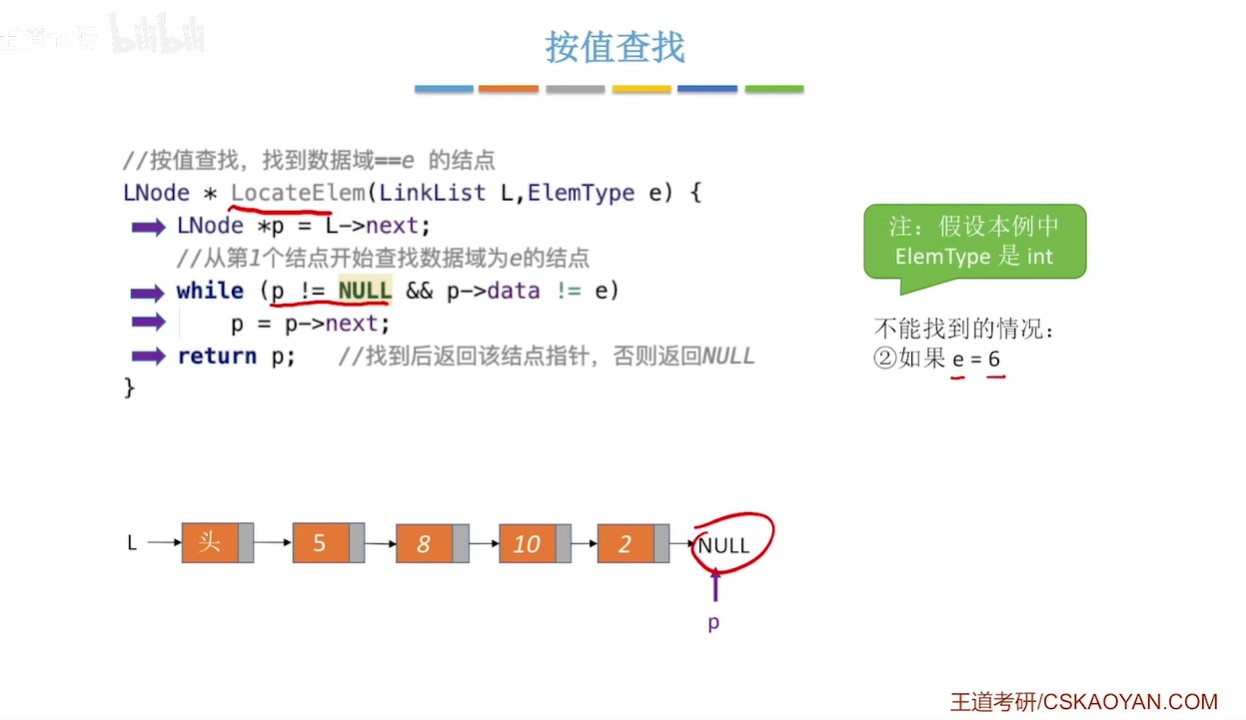 bilibili
按值查找
//按值查找，找到数据域==e 的结点
LNode * LocateElem(LinkList L,ElemType e) {
LNode *p = L->next;
//从第1个结点开始查找数据域为e的结点
while (p != NULL && p->data != e)
p = p->next;
return p; //找到后返回该结点指针，否则返回NULL
}
注：假设本例中
ElemType 是 int
不能找到的情况：
②如果 e = 6
L 头 5 8 10 2 NULL
p
王道考研/CSKAOYAN.COM